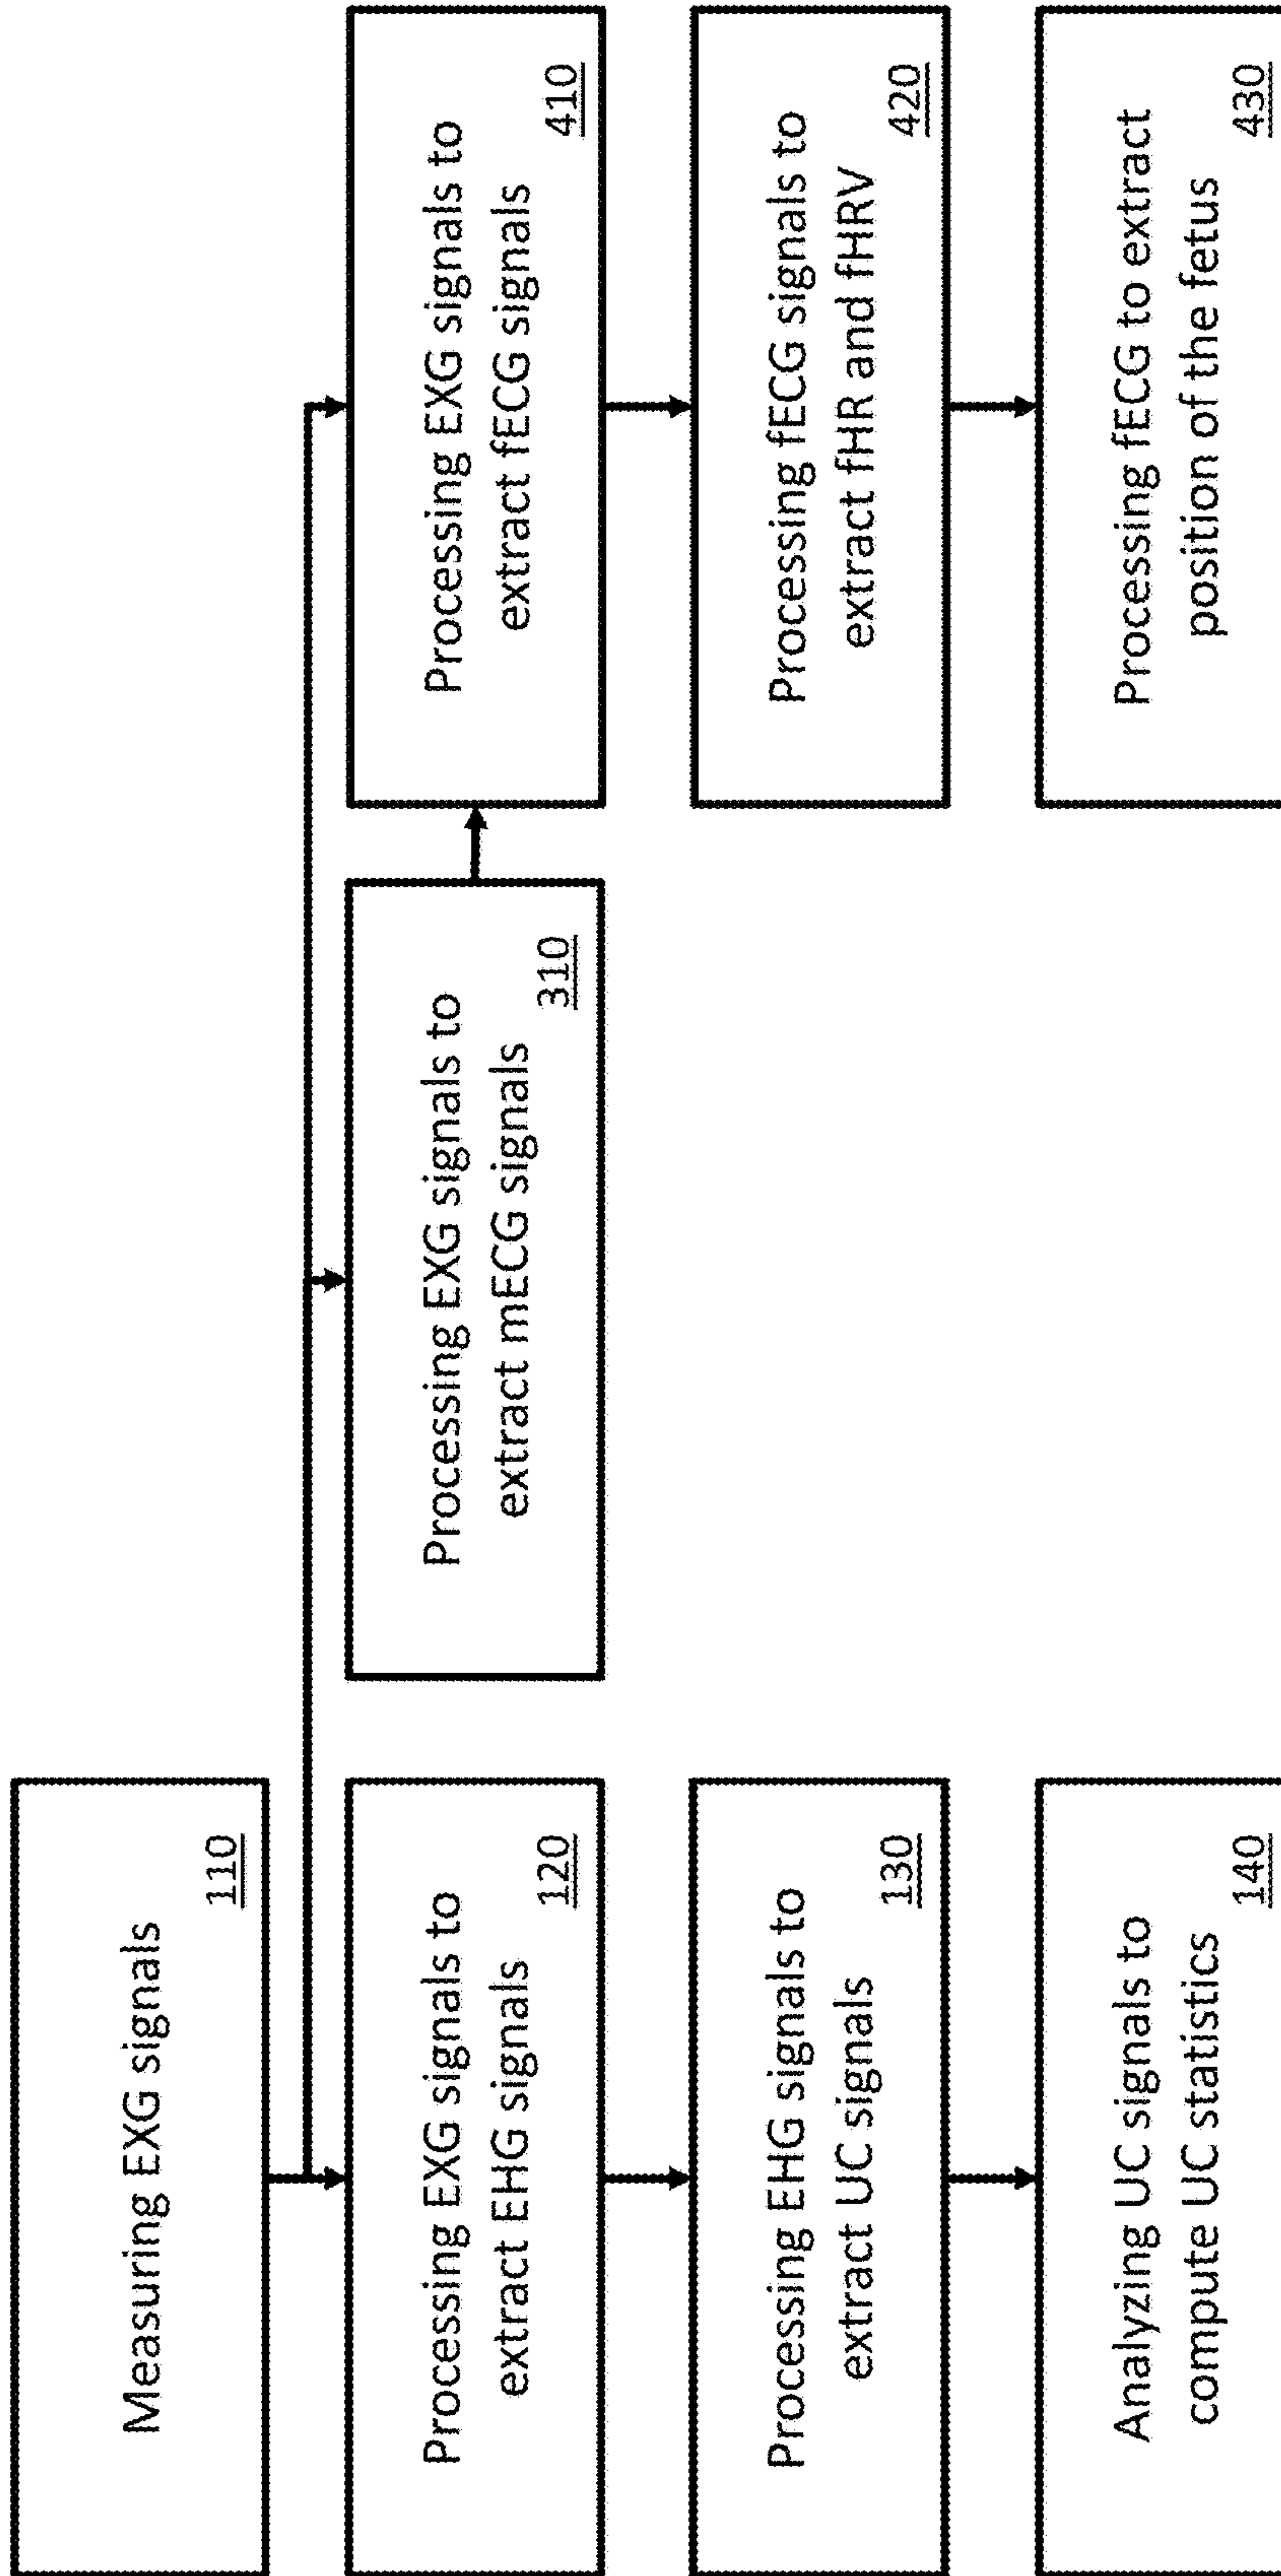 Measuring EXG signals
110
Processing EXG signals to
extract EHG signals
120
Processing EHG signals to
extract UC signals
130
Analyzing UC signals to
compute UC statistics
140
Processing EXG signals to
extract mECG signals
310
Processing EXG signals to
extract fECG signals
410
Processing fECG signals to
extract fHR and fHRV
420
Processing fECG to extract
position of the fetus
430